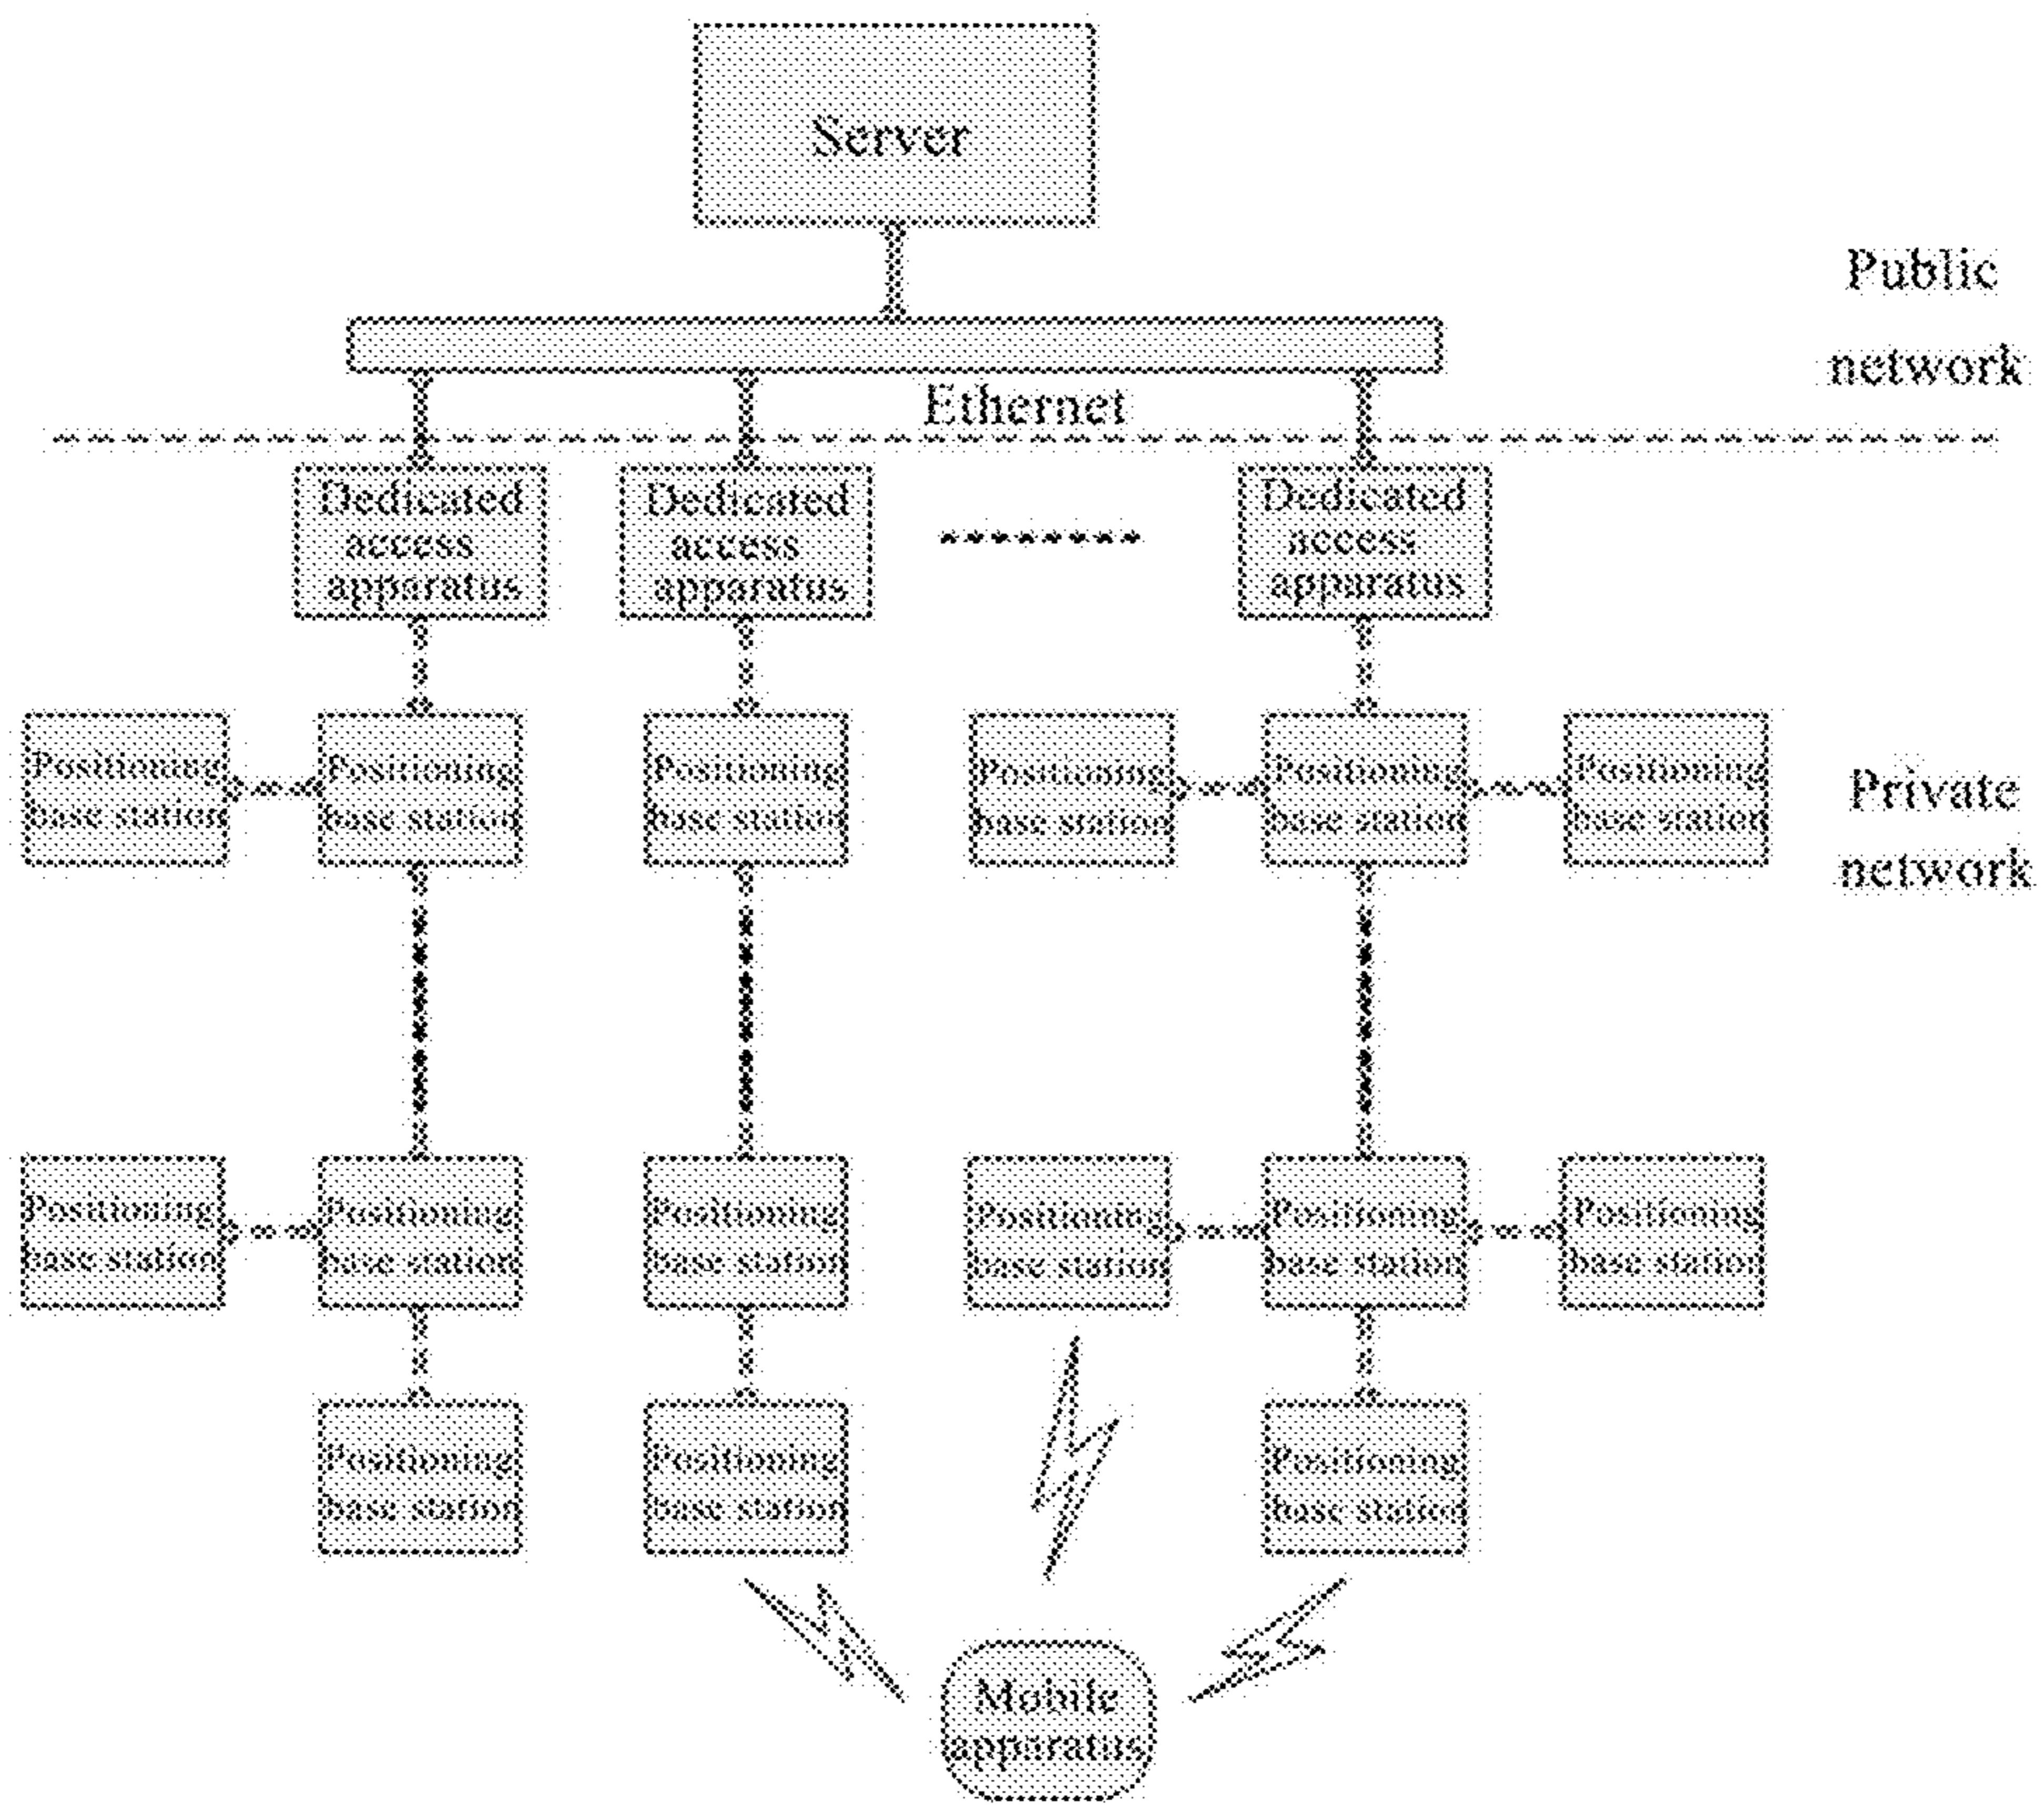 Server
Public
network
Ethernet
Dedicated
access
apparatus
Dedicated
access
apparatus
Dedicated
access
apparatus
Positioning
base station
Positioning
base station
Positioning
base station
Positioning
base station
Positioning
base station
Positioning
base station
Private
network
Positioning
base station
Positioning
base station
Positioning
base station
Positioning
base station
Positioning
base station
Positioning
base station
Positioning
base station
Positioning
base station
Positioning
base station
Mobile
apparatus